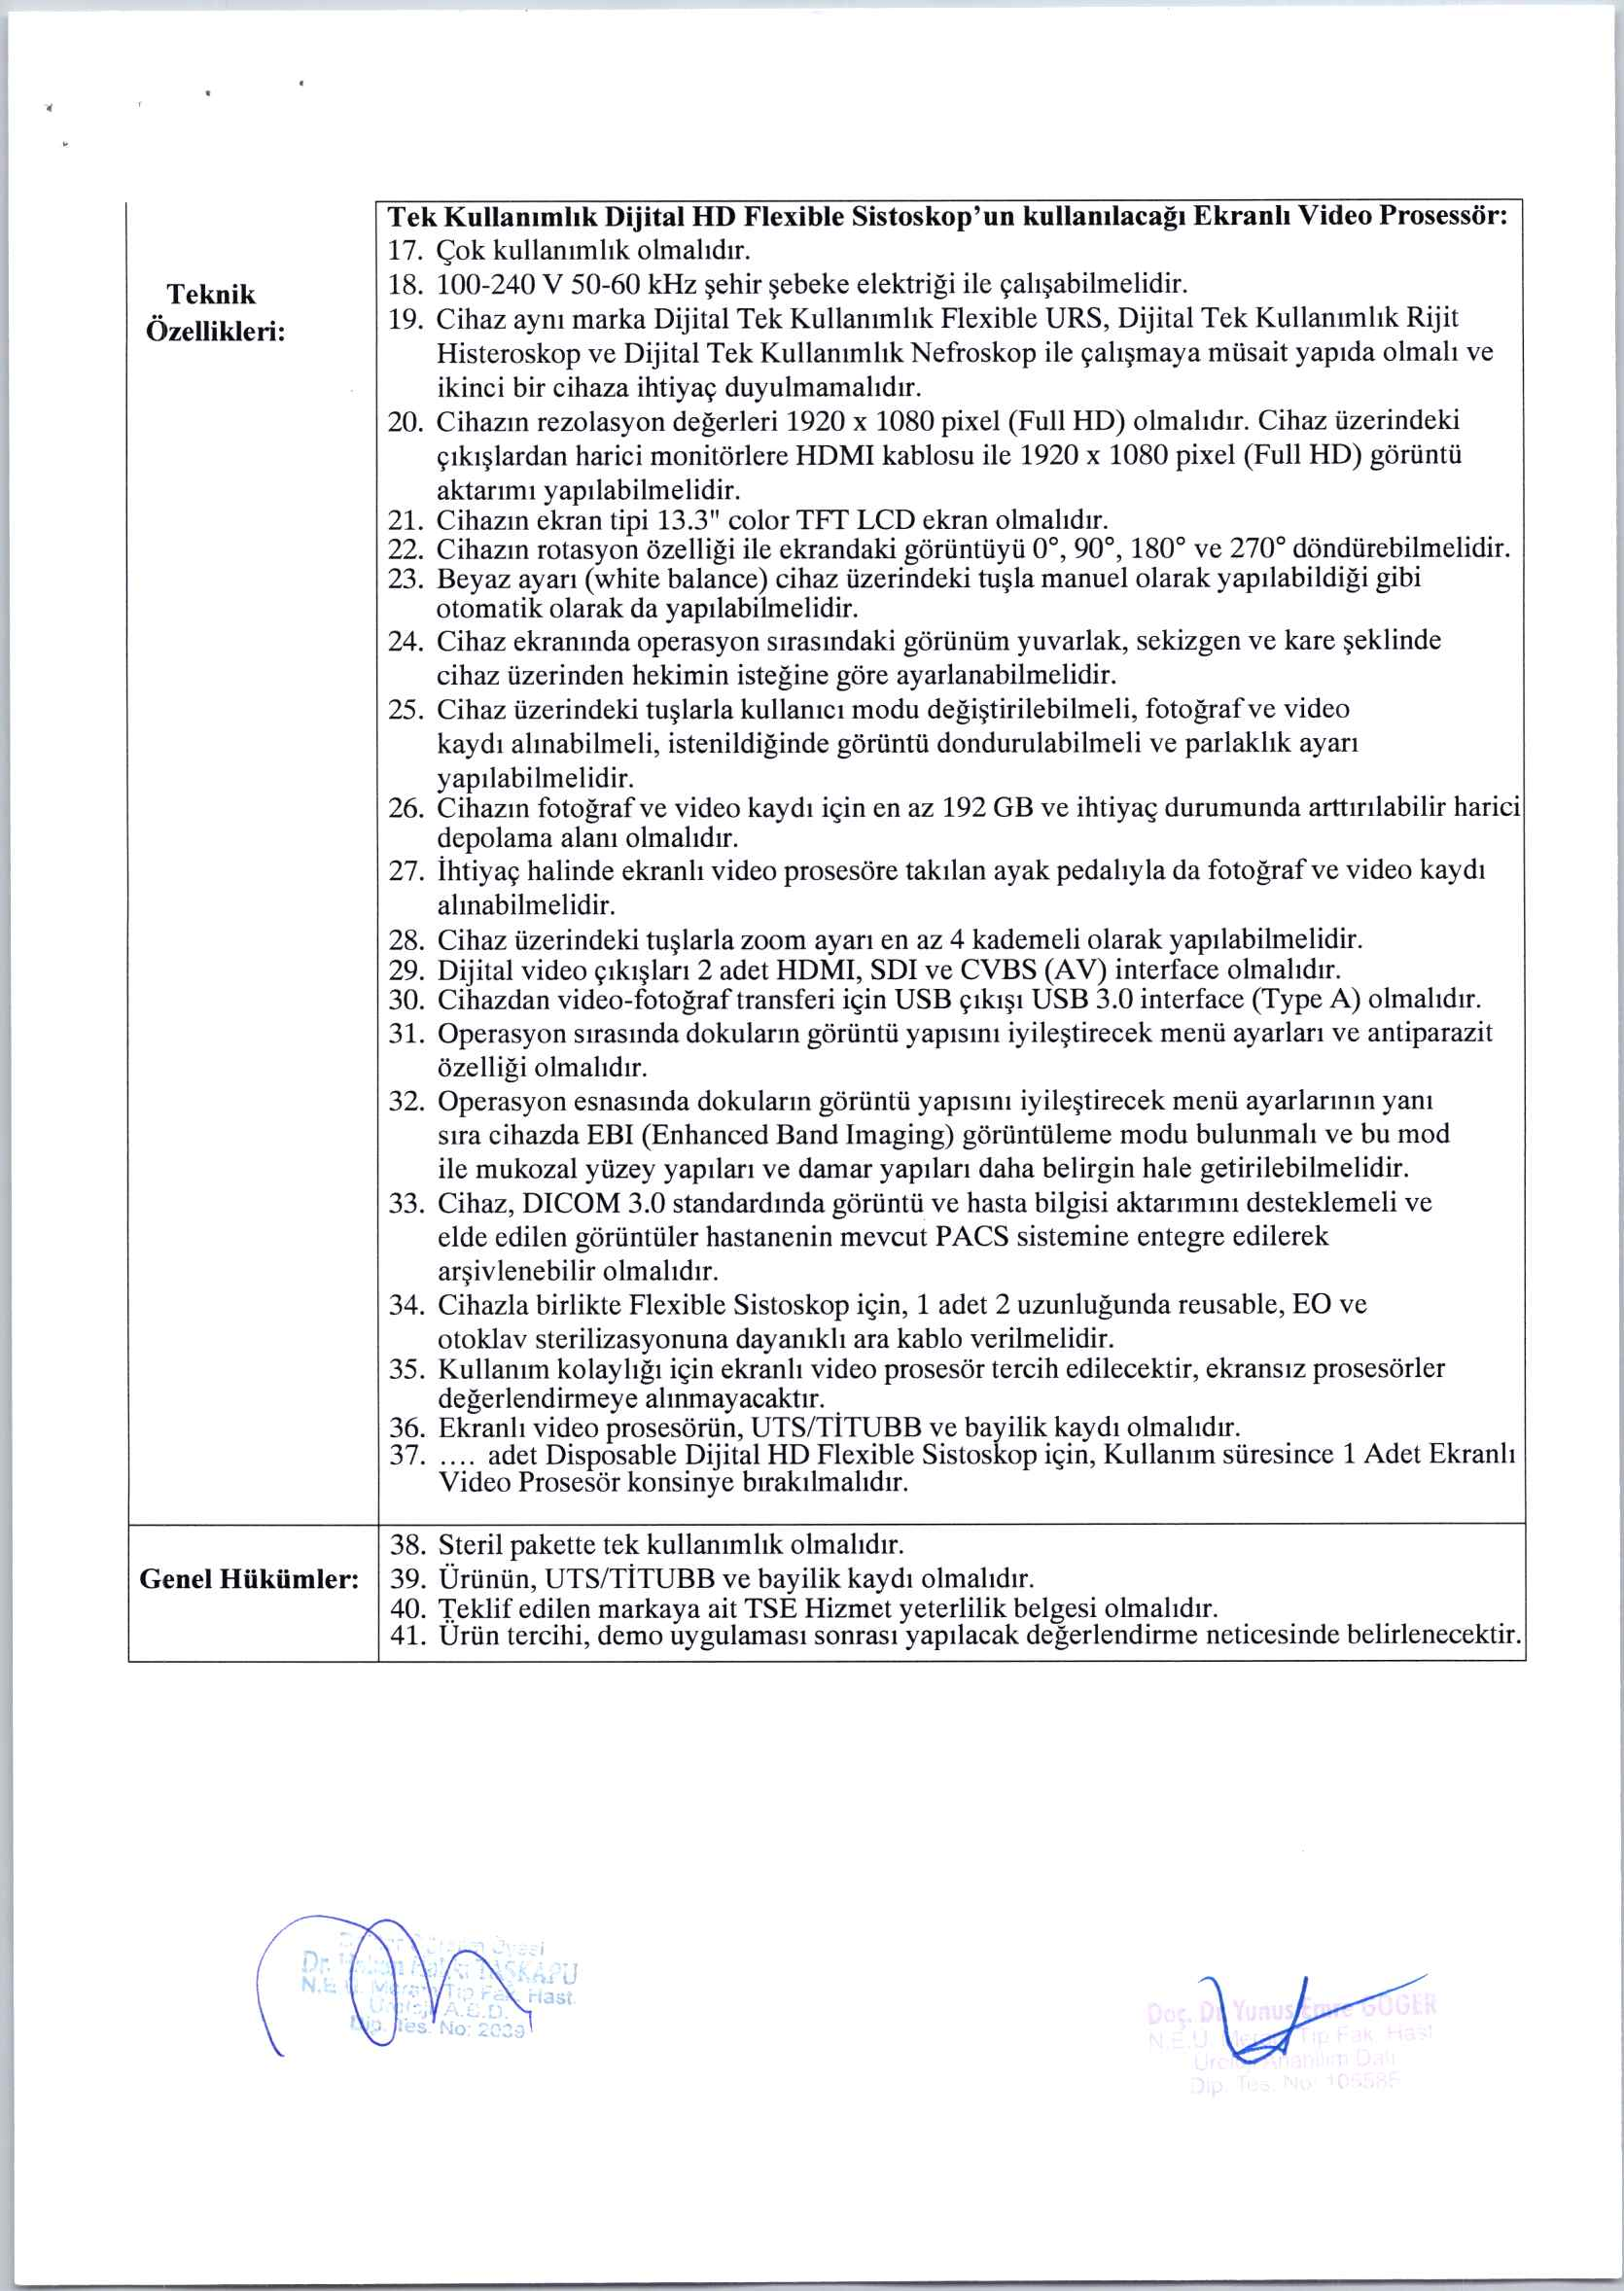 Tek Kullanımlık Dijital HD Flexible Sistoskop’un kullanılacağı Ekranlı Video Prosessör:
Teknik
Özellikleri:
17. Çok kullanımlık olmalıdır.
18. 100-240 V 50-60 kHz şehir şebeke elektriği ile çalışabilmelidir.
19. Cihaz aynı marka Dijital Tek Kullanımlık Flexible URS, Dijital Tek Kullanımlık Rijit
Histeroskop ve Dijital Tek Kullanımlık Nefroskop ile çalışmaya müsait yapıda olmalı ve
ikinci bir cihaza ihtiyaç duyulmamalıdır.
20. Cihazın rezolasyon değerleri 1920 x 1080 pixel (Full HD) olmalıdır. Cihaz üzerindeki
çıkışlardan harici monitörlere HDMI kablosu ile 1920 x 1080 pixel (Full HD) görüntü
aktarımı yapılabilmelidir.
21. Cihazın ekran tipi 13.3" color TFT LCD ekran olmalıdır.
22. Cihazın rotasyon özelliği ile ekrandaki görüntüyü 0°, 90°, 180° ve 270° döndürebilmelidir.
23. Beyaz ayarı (white balance) cihaz üzerindeki tuşla manuel olarak yapılabildiği gibi
otomatik olarak da yapılabilmelidir.
24. Cihaz ekranında operasyon sırasındaki görünüm yuvarlak, sekizgen ve kare şeklinde
cihaz üzerinden hekimin isteğine göre ayarlanabilmelidir.
25. Cihaz üzerindeki tuşlarla kullanıcı modu değiştirilebilmeli, fotoğraf ve video
kaydı alınabilmeli, istenildiğinde görüntü dondurulabilmeli ve parlaklık ayarı
yapılabilmelidir.
26. Cihazın fotoğraf ve video kaydı için en az 192 GB ve ihtiyaç durumunda arttırılabilir harici
depolama alanı olmalıdır.
27. İhtiyaç halinde ekranlı video prosesöre takılan ayak pedalıyla da fotoğraf ve video kaydı
alınabilmelidir.
28. Cihaz üzerindeki tuşlarla zoom ayarı en az 4 kademeli olarak yapılabilmelidir.
29. Dijital video çıkışları 2 adet HDMI, SDI ve CVBS (AV) interface olmalıdır.
30. Cihazdan video-fotoğraf transferi için USB çıkışı USB 3.0 interface (Type A) olmalıdır.
31. Operasyon sırasında dokuların görüntü yapısını iyileştirecek menü ayarları ve antiparazit
özelliği olmalıdır.
32. Operasyon esnasında dokuların görüntü yapısını iyileştirecek menü ayarlarının yanı
sıra cihazda EBI (Enhanced Band Imaging) görüntüleme modu bulunmalı ve bu mod
ile mukozal yüzey yapıları ve damar yapıları daha belirgin hale getirilebilmelidir.
33. Cihaz, DICOM 3.0 standardında görüntü ve hasta bilgisi aktarımını desteklemeli ve
elde edilen görüntüler hastanenin mevcut PACS sistemine entegre edilerek
arşivlenebilir olmalıdır.
34. Cihazla birlikte Flexible Sistoskop için, 1 adet 2 uzunluğunda reusable, EO ve
otoklav sterilizasyonuna dayanıklı ara kablo verilmelidir.
35. Kullanım kolaylığı için ekranlı video prosesör tercih edilecektir, ekransız prosesörler
değerlendirmeye alınmayacaktır.
36. Ekranlı video prosesörün, UTS/TİTUBB ve bayilik kaydı olmalıdır.
37. .... adet Disposable Dijital HD Flexible Sistoskop için, Kullanım süresince 1 Adet Ekranlı
Video Prosesör konsinye bırakılmalıdır.
Genel Hükümler:
38. Steril pakette tek kullanımlık olmalıdır.
39. Ürünün, UTS/TİTUBB ve bayilik kaydı olmalıdır.
40. Teklif edilen markaya ait TSE Hizmet yeterlilik belgesi olmalıdır.
41. Ürün tercihi, demo uygulaması sonrası yapılacak değerlendirme neticesinde belirlenecektir.
Üyesi
Dr. TAŞKAPU
N.E.Ü. Meram Tıp Fak. Hast.
Üroloji A.B.D.
Dip. Tes. No:
Doç. Dr. Yunus Emre GÖGER
N.E.Ü. Meram Tıp Fak. Hast.
Üroloji Anabilim Dalı
Dip. Tes. No: